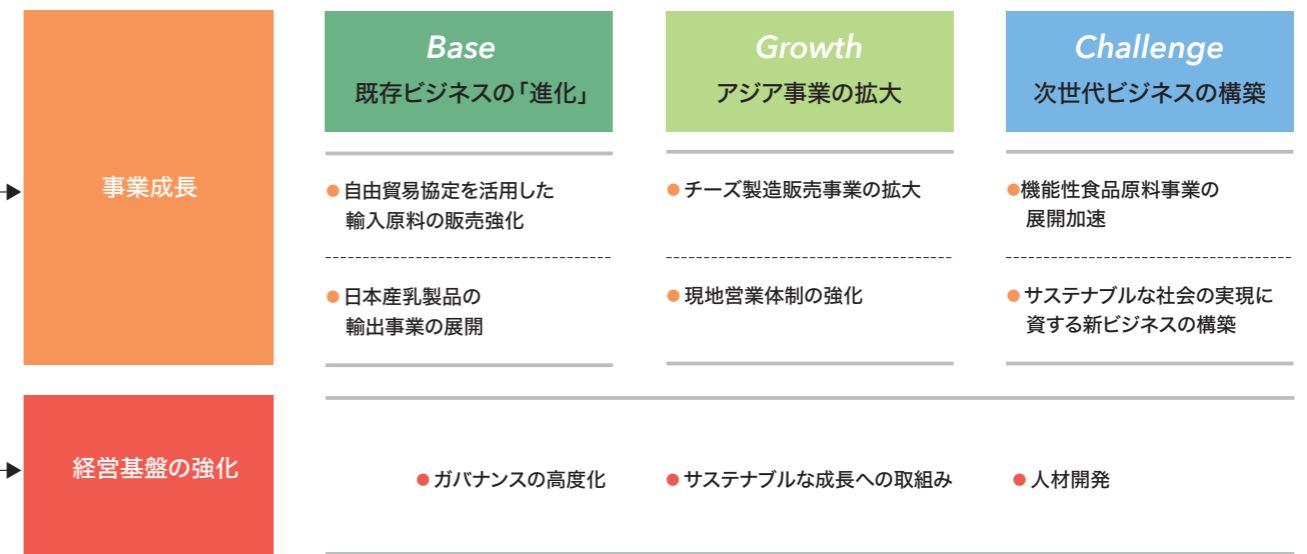 事業成長
Base
既存ビジネスの「進化」
● 自由貿易協定を活用した
輸入原料の販売強化
● 日本産乳製品の
輸出事業の展開
Growth
アジア事業の拡大
● チーズ製造販売事業の拡大
● 現地営業体制の強化
Challenge
次世代ビジネスの構築
●機能性食品原料事業の
展開加速
● サステナブルな社会の実現に
資する新ビジネスの構築
経営基盤の強化
● ガバナンスの高度化
● サステナブルな成長への取組み
● 人材開発